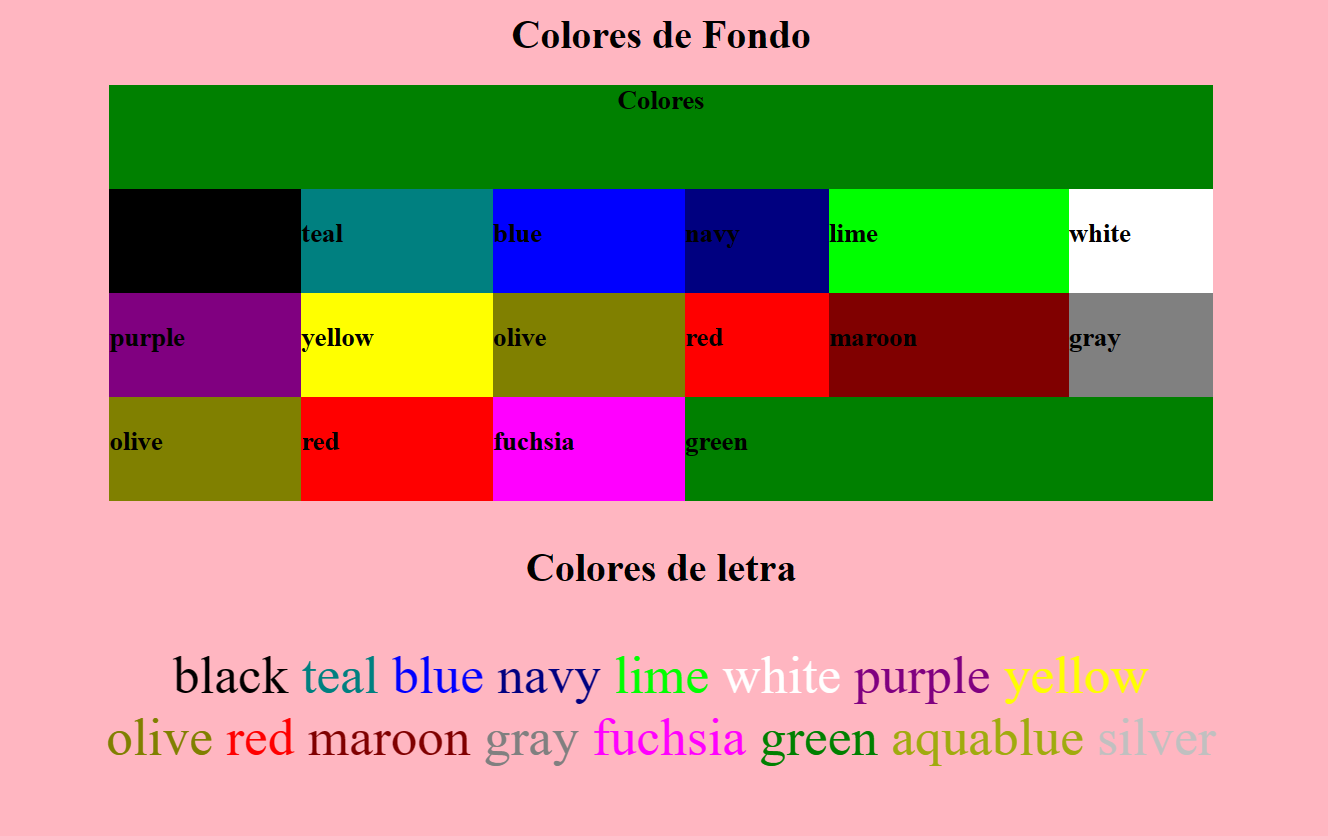 Colores de Fondo
Colores
teal blue navy lime white
purple yellow olive red maroon gray
olive red fuchsia green
Colores de letra
black teal blue navy lime white purple yellow
olive red maroon gray fuchsia green aquablue silver